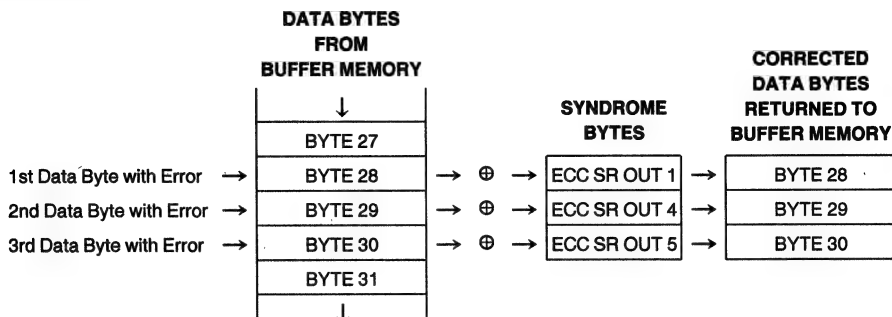 DATA BYTES
FROM
BUFFER MEMORY
CORRECTED
DATA BYTES
RETURNED TO
BUFFER MEMORY
SYNDROME
BYTES
↓
BYTE 27
1st Data Byte with Error → BYTE 28 → ⊕ → ECC SR OUT 1 → BYTE 28
2nd Data Byte with Error → BYTE 29 → ⊕ → ECC SR OUT 4 → BYTE 29
3rd Data Byte with Error → BYTE 30 → ⊕ → ECC SR OUT 5 → BYTE 30
BYTE 31